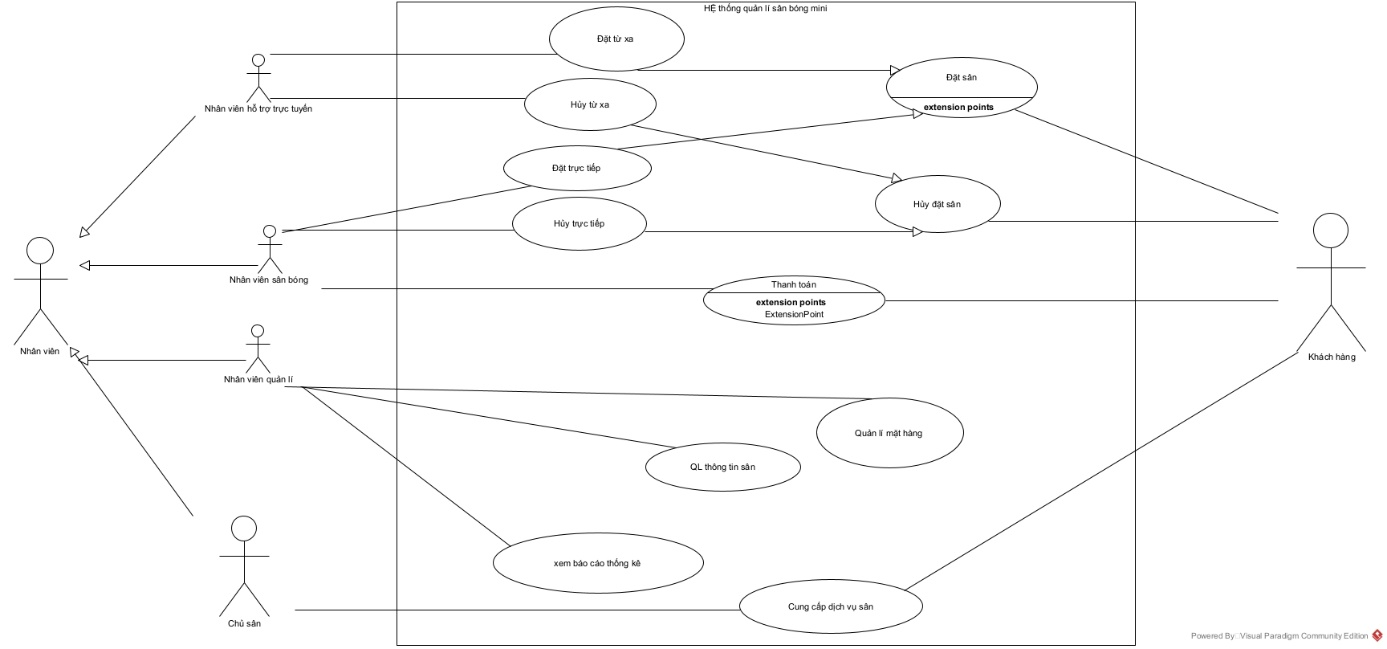 HỆ thống quản lí sân bóng mini
Đặt từ xa
Nhân viên hỗ trợ trực tuyến
Hủy từ xa
Đặt sân
extension points
Đặt trực tiếp
Hủy trực tiếp
Hủy đặt sân
Nhân viên sân bóng
Thanh toán
extension points
ExtensionPoint
Nhân viên
Khách hàng
Nhân viên quản lí
Quản lí mặt hàng
QL thông tin sân
xem báo cáo thống kê
Cung cấp dịch vụ sân
Chủ sân
Powered By: Visual Paradigm Community Edition